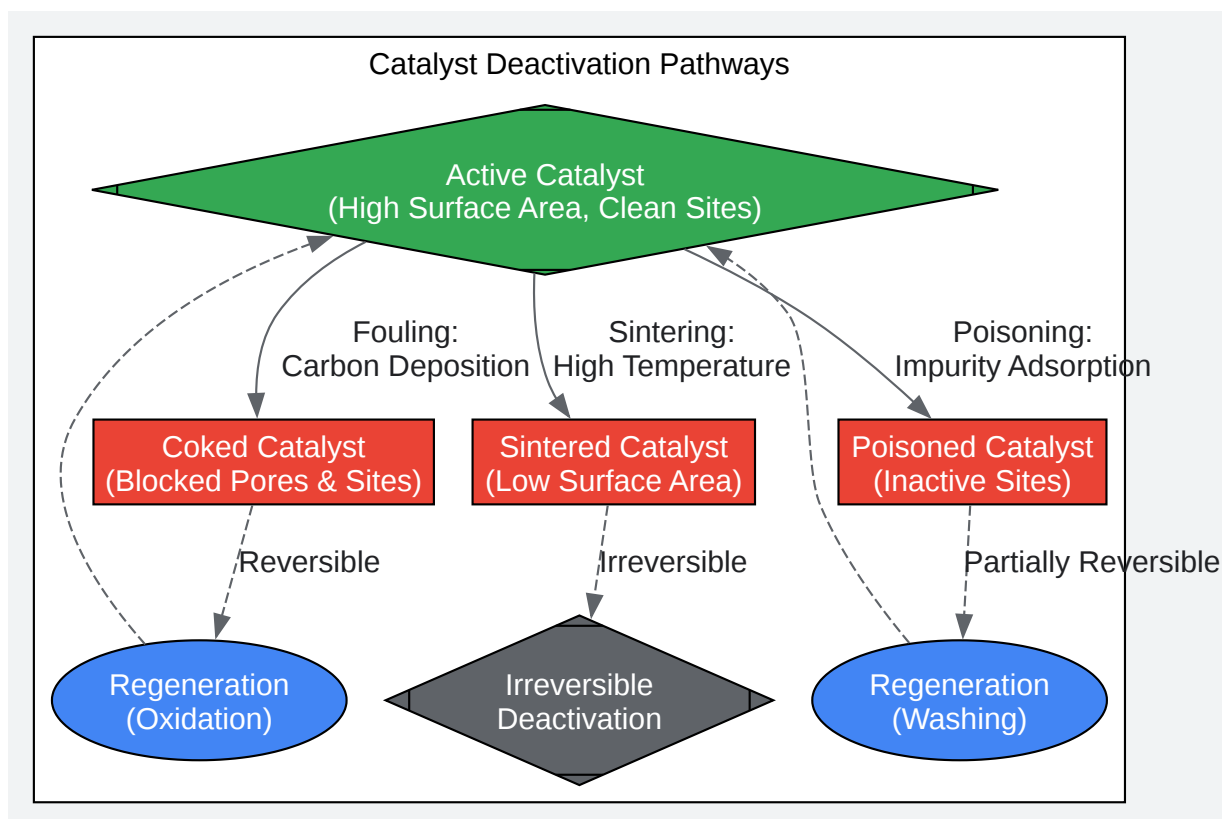 Catalyst Deactivation Pathways
Active Catalyst
(High Surface Area, Clean Sites)
Fouling:
Carbon Deposition
Sintering:
High Temperature
Poisoning:
Impurity Adsorption
Coked Catalyst
(Blocked Pores & Sites)
Sintered Catalyst
(Low Surface Area)
Poisoned Catalyst
(Inactive Sites)
Reversible
Irreversible
Partially Reversible
Regeneration
(Oxidation)
Irreversible
Deactivation
Regeneration
(Washing)